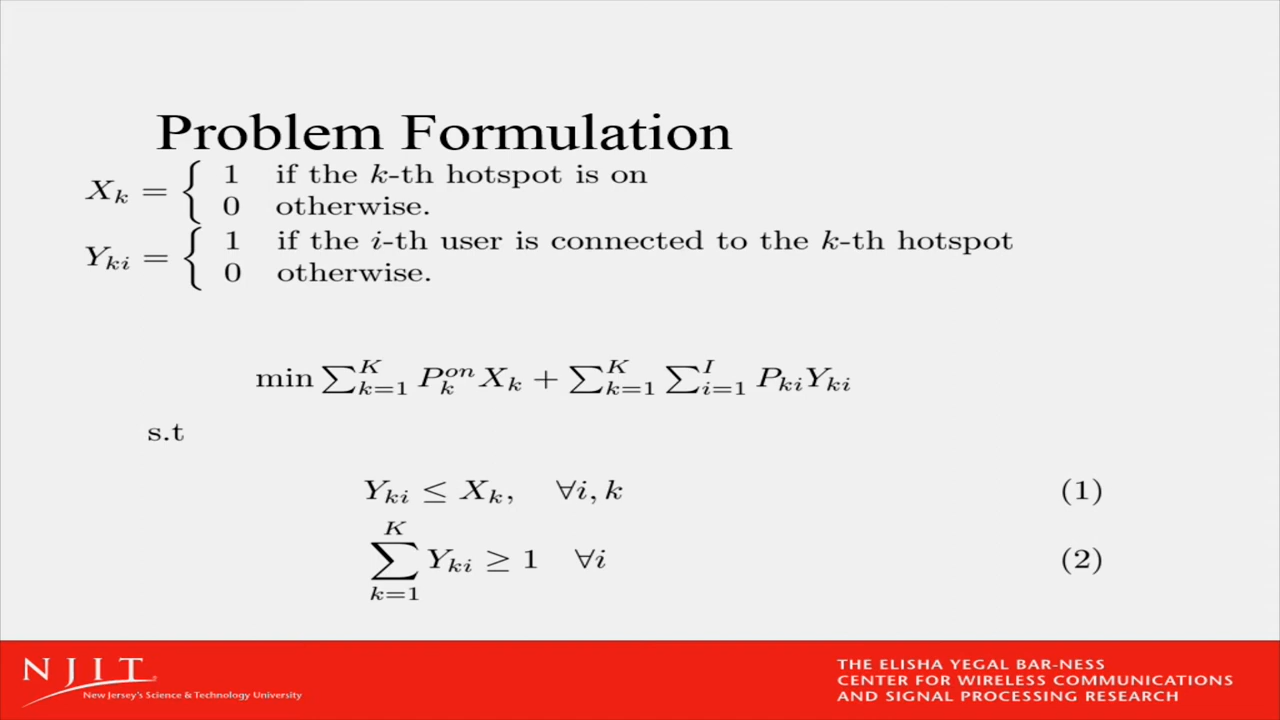 Problem Formulation
X_k = { 1 if the k-th hotspot is on
0 otherwise.
Y_{ki} = { 1 if the i-th user is connected to the k-th hotspot
0 otherwise.
min ∑_{k=1}^{K} P_k^{on} X_k + ∑_{k=1}^{K} ∑_{i=1}^{I} P_{ki} Y_{ki}
s.t
Y_{ki} ≤ X_k, ∀i, k (1)
∑_{k=1}^{K} Y_{ki} ≥ 1 ∀i (2)
NJIT
New Jersey's Science & Technology University
THE ELISHA YEGAL BAR-NESS
CENTER FOR WIRELESS COMMUNICATIONS
AND SIGNAL PROCESSING RESEARCH